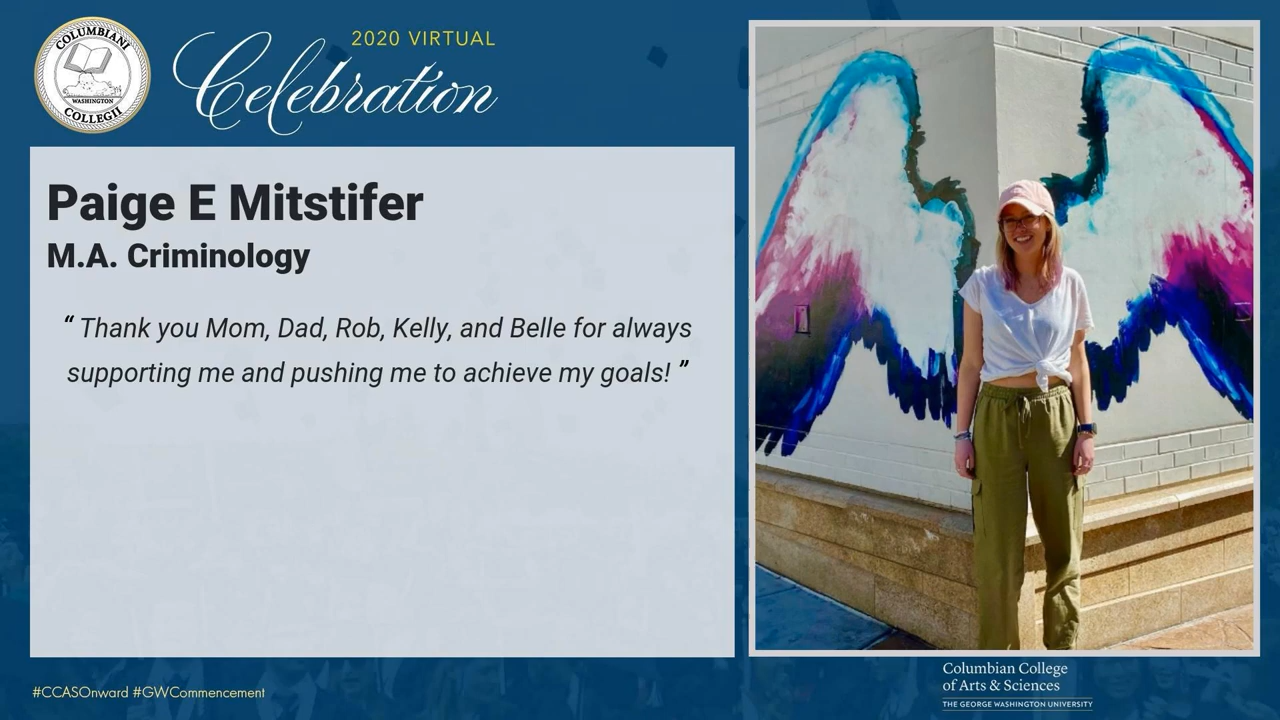 COLUMBIANI
WASHINGTON
COLLEGII
2020 VIRTUAL
Celebration
Paige E Mitstifer
M.A. Criminology
“ Thank you Mom, Dad, Rob, Kelly, and Belle for always
supporting me and pushing me to achieve my goals! ”
#CCASOnward #GWCommencement
Columbian College
of Arts & Sciences
THE GEORGE WASHINGTON UNIVERSITY